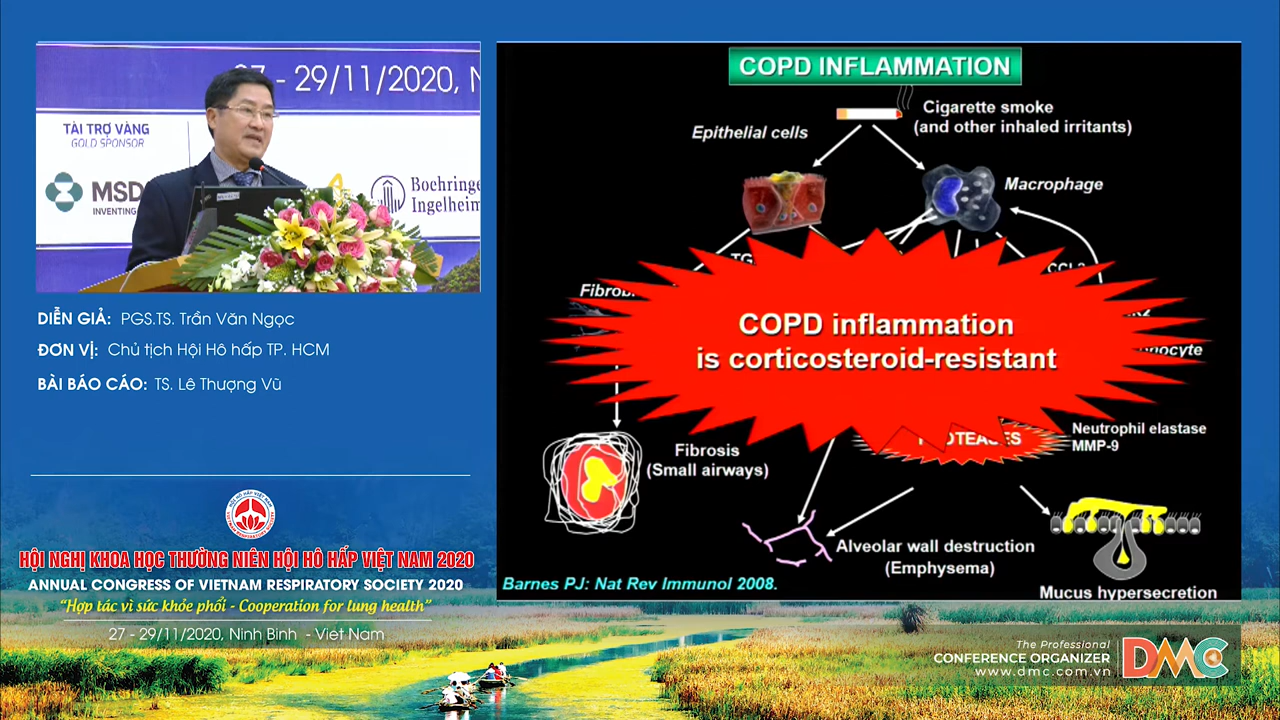 27 - 29/11/2020, N
TÀI TRỢ VÀNG
GOLD SPONSOR
MSD
INVENTING
Boehringe
Ingelheim
DIỄN GIẢ: PGS.TS. Trần Văn Ngọc
ĐƠN VỊ: Chủ tịch Hội Hô hấp TP. HCM
BÀI BÁO CÁO: TS. Lê Thượng Vũ
HỘI NGHỊ KHOA HỌC THƯỜNG NIÊN HỘI HÔ HẤP VIỆT NAM 2020
ANNUAL CONGRESS OF VIETNAM RESPIRATORY SOCIETY 2020
“Hợp tác vì sức khỏe phổi - Cooperation for lung health”
27 - 29/11/2020, Ninh Bình - Việt Nam
COPD INFLAMMATION
Cigarette smoke
(and other inhaled irritants)
Epithelial cells
Macrophage
TG
CCL2
Fibrob
nocyte
COPD inflammation
is corticosteroid-resistant
PROTEASES
Neutrophil elastase
MMP-9
Fibrosis
(Small airways)
Alveolar wall destruction
(Emphysema)
Mucus hypersecretion
Barnes PJ: Nat Rev Immunol 2008.
The Professional
CONFERENCE ORGANIZER
www.dmc.com.vn
DMC